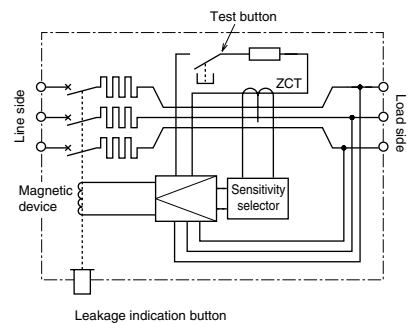 Test button
ZCT
Line side
Load side
Magnetic
device
Sensitivity
selector
Leakage indication button